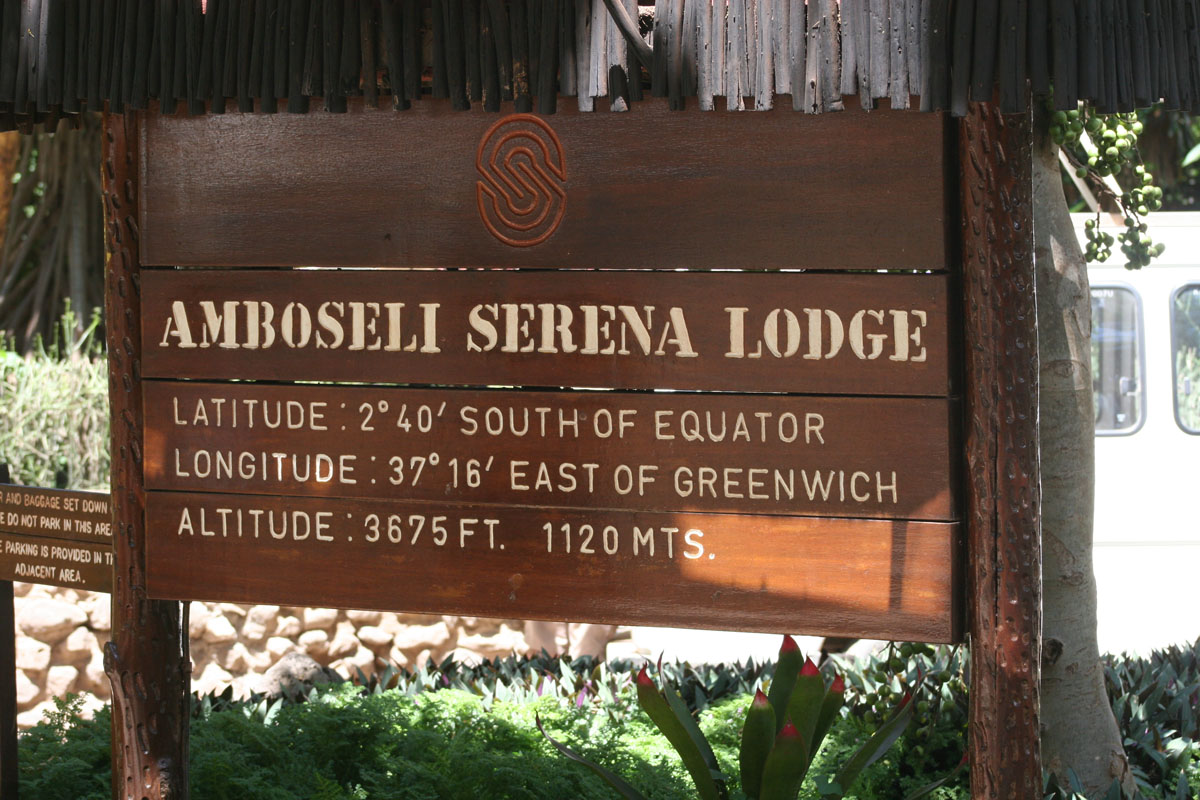 AMBOSELI SERENA LODGE
LATITUDE : 2°40′ SOUTH OF EQUATOR
LONGITUDE : 37°16′ EAST OF GREENWICH
ALTITUDE : 3675 FT. 1120 MTS.
AND BAGGAGE SET DOWN
DO NOT PARK IN THIS AREA
PARKING IS PROVIDED IN
ADJACENT AREA.